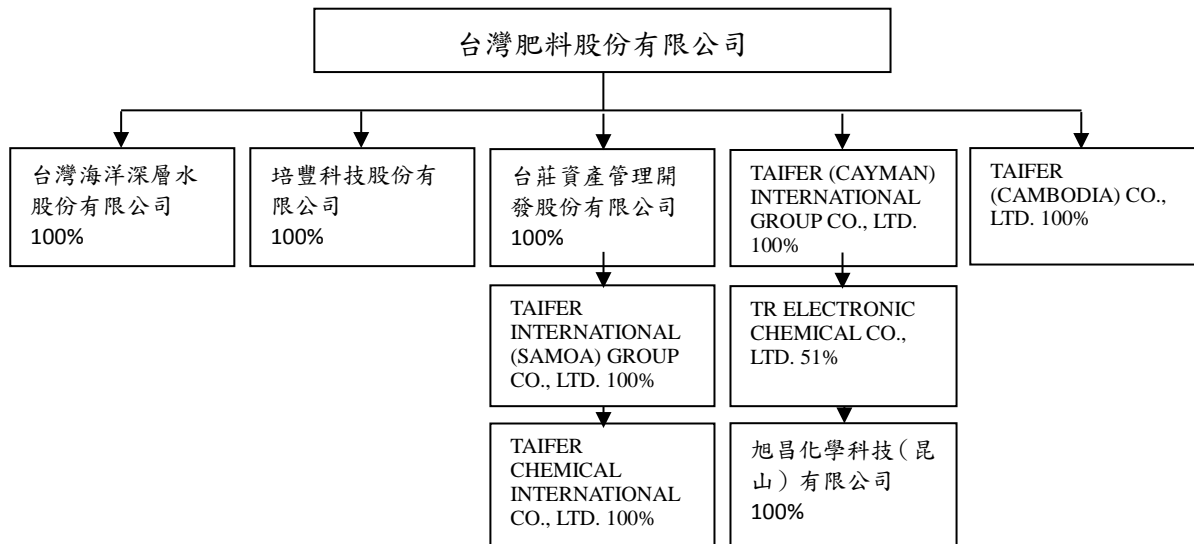 台灣肥料股份有限公司
台灣海洋深層水
股份有限公司
100%
培豐科技股份有
限公司
100%
台莊資產管理開
發股份有限公司
100%
TAIFER (CAYMAN)
INTERNATIONAL
GROUP CO., LTD.
100%
TAIFER
(CAMBODIA) CO.,
LTD. 100%
TAIFER
INTERNATIONAL
(SAMOA) GROUP
CO., LTD. 100%
TR ELECTRONIC
CHEMICAL CO.,
LTD. 51%
TAIFER
CHEMICAL
INTERNATIONAL
CO., LTD. 100%
旭昌化學科技（昆
山）有限公司
100%